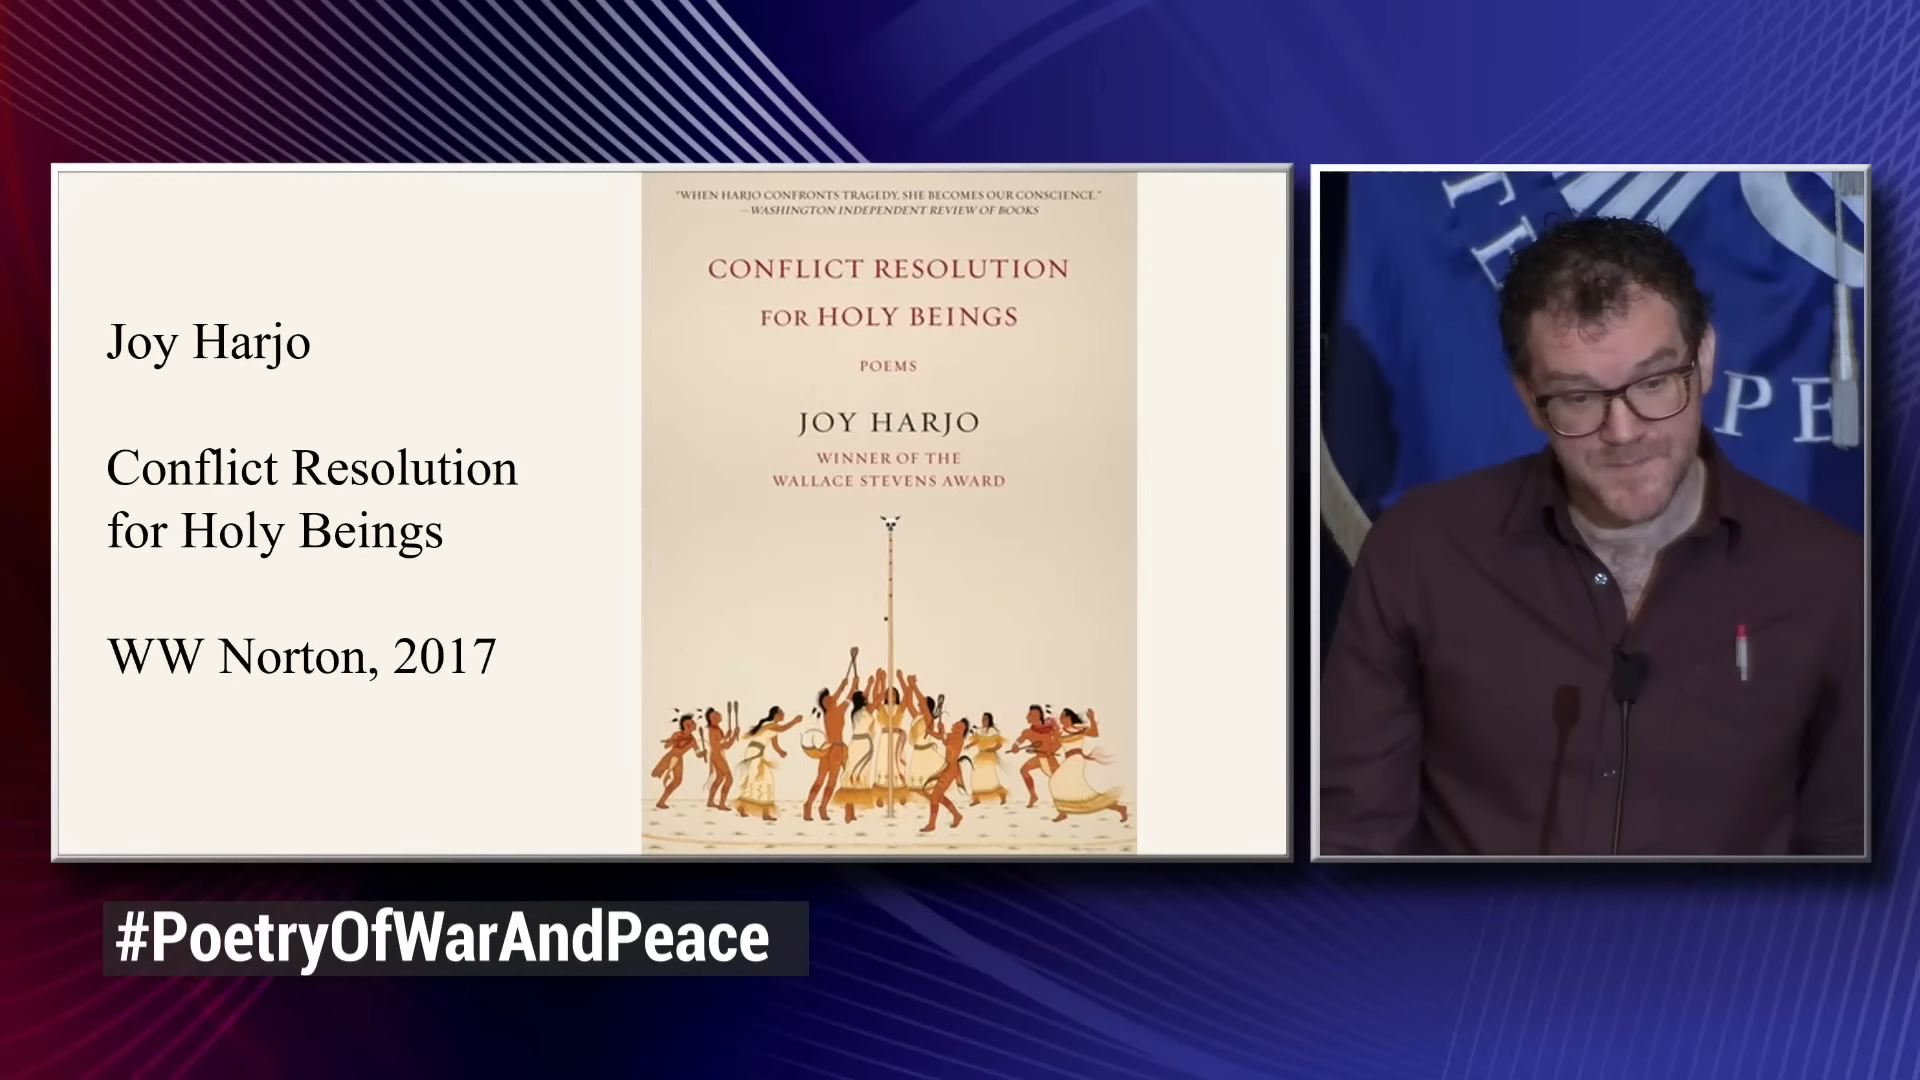 Joy Harjo
Conflict Resolution
for Holy Beings
WW Norton, 2017
"WHEN HARJO CONFRONTS TRAGEDY, SHE BECOMES OUR CONSCIENCE."
—WASHINGTON INDEPENDENT REVIEW OF BOOKS
CONFLICT RESOLUTION
FOR HOLY BEINGS
POEMS
JOY HARJO
WINNER OF THE
WALLACE STEVENS AWARD
PE
#PoetryOfWarAndPeace